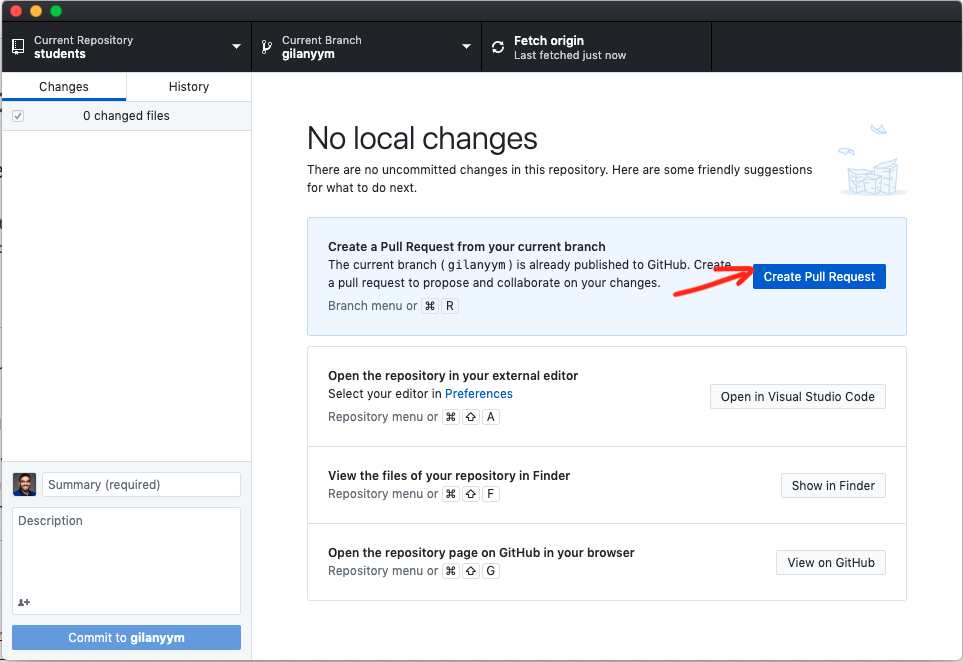 Current Repository
students
Current Branch
gilanyym
Fetch origin
Last fetched just now
Changes
History
0 changed files
No local changes
There are no uncommitted changes in this repository. Here are some friendly suggestions
for what to do next.
Create a Pull Request from your current branch
The current branch (gilanyym) is already published to GitHub. Create
a pull request to propose and collaborate on your changes.
Branch menu or ⌘ R
Create Pull Request
Open the repository in your external editor
Select your editor in Preferences
Repository menu or ⌘ ⇧ A
Open in Visual Studio Code
View the files of your repository in Finder
Repository menu or ⌘ ⇧ F
Show in Finder
Open the repository page on GitHub in your browser
Repository menu or ⌘ ⇧ G
View on GitHub
Summary (required)
Description
Commit to gilanyym